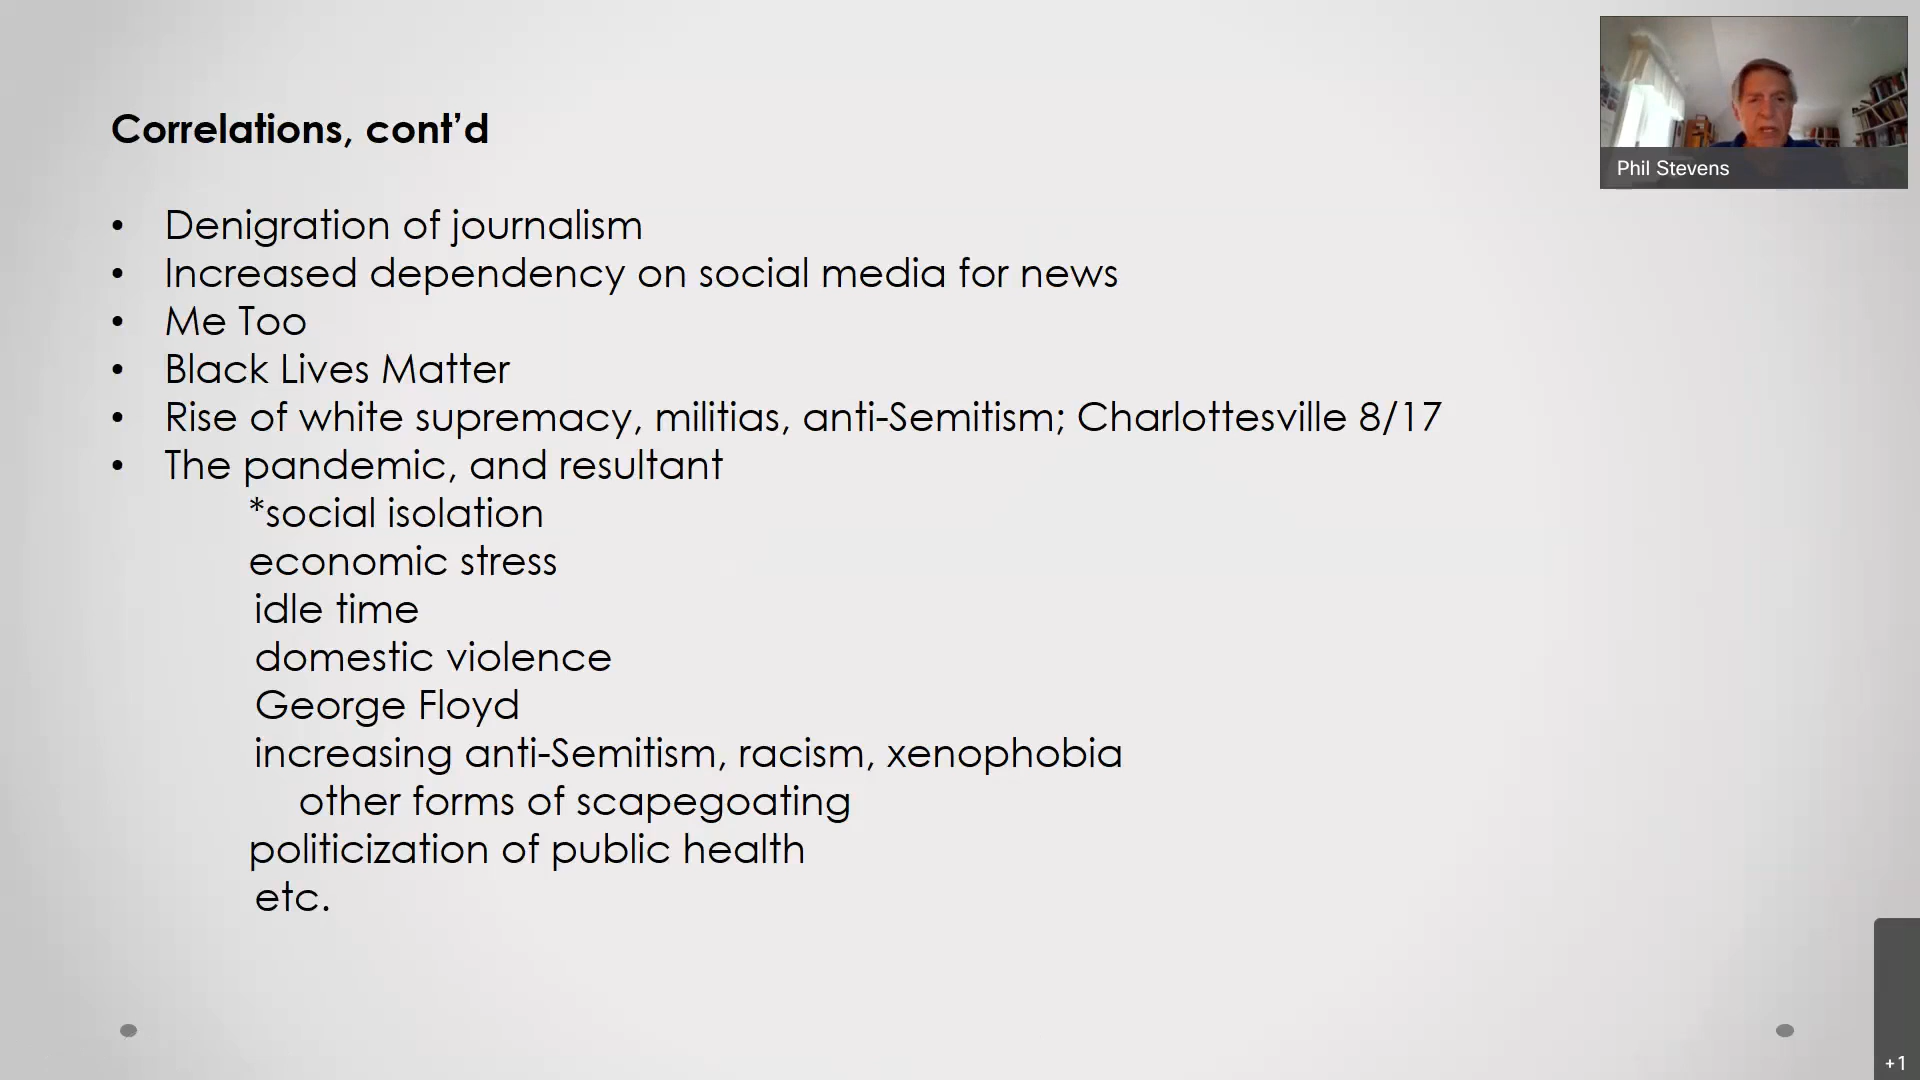 Correlations, cont’d
Phil Stevens
• Denigration of journalism
• Increased dependency on social media for news
• Me Too
• Black Lives Matter
• Rise of white supremacy, militias, anti-Semitism; Charlottesville 8/17
• The pandemic, and resultant
*social isolation
economic stress
idle time
domestic violence
George Floyd
increasing anti-Semitism, racism, xenophobia
other forms of scapegoating
politicization of public health
etc.
+1